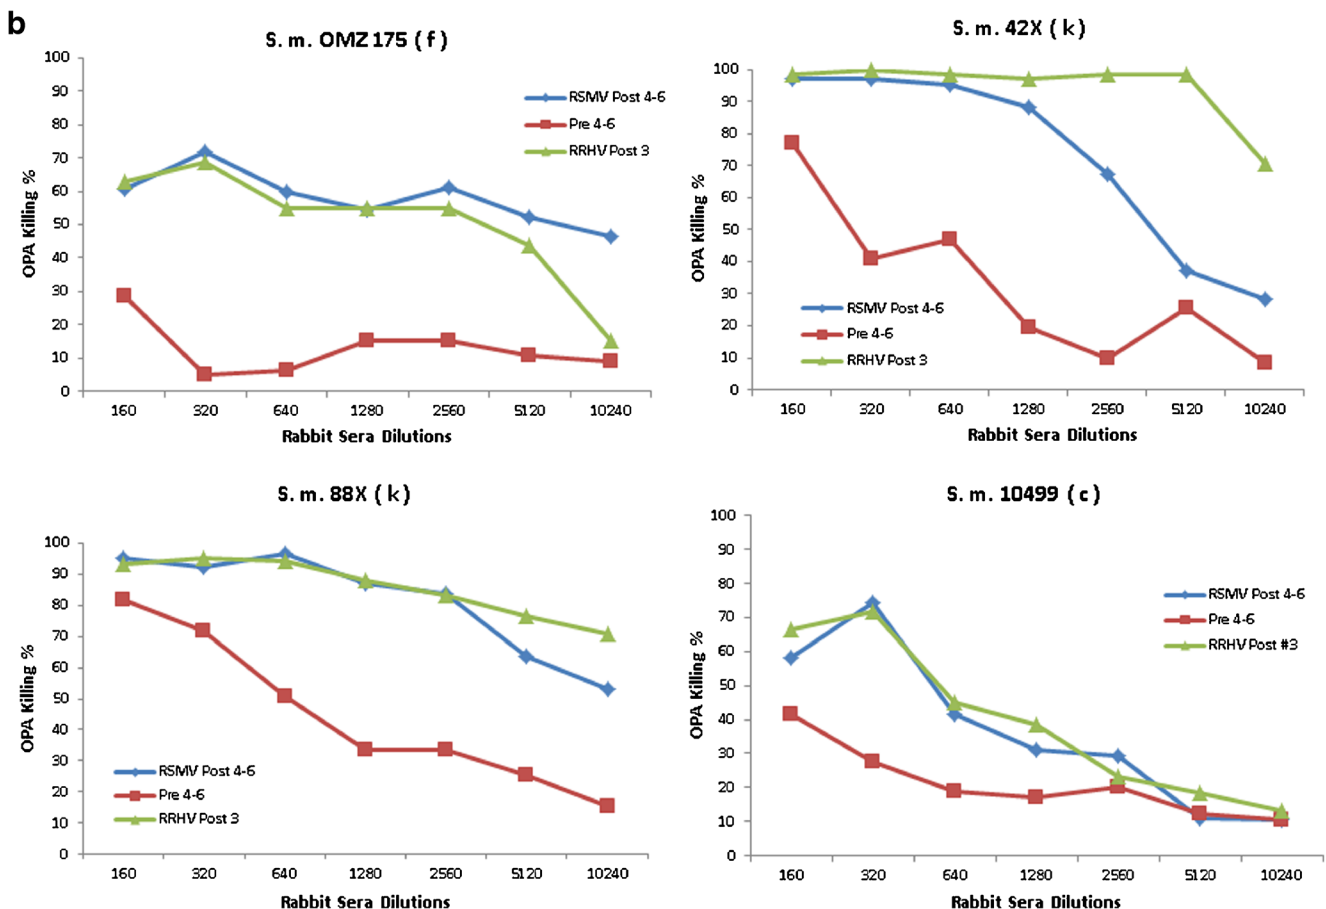 b
S. m. OMZ 175 ( f )
100
90
80
70
60
50
40
30
20
10
0
OPA Killing %
RSMV Post 4-6
Pre 4-6
RRHV Post 3
160 320 640 1280 2560 5120 10240
Rabbit Sera Dilutions
S. m. 42X ( k )
100
90
80
70
60
50
40
30
20
10
0
OPA Killing %
RSMV Post 4-6
Pre 4-6
RRHV Post 3
160 320 640 1280 2560 5120 10240
Rabbit Sera Dilutions
S. m. 88X ( k )
100
90
80
70
60
50
40
30
20
10
0
OPA Killing %
RSMV Post 4-6
Pre 4-6
RRHV Post 3
160 320 640 1280 2560 5120 10240
Rabbit Sera Dilutions
S. m. 10499 ( c )
100
90
80
70
60
50
40
30
20
10
0
OPA Killing %
RSMV Post 4-6
Pre 4-6
RRHV Post #3
160 320 640 1280 2560 5120 10240
Rabbit Sera Dilutions